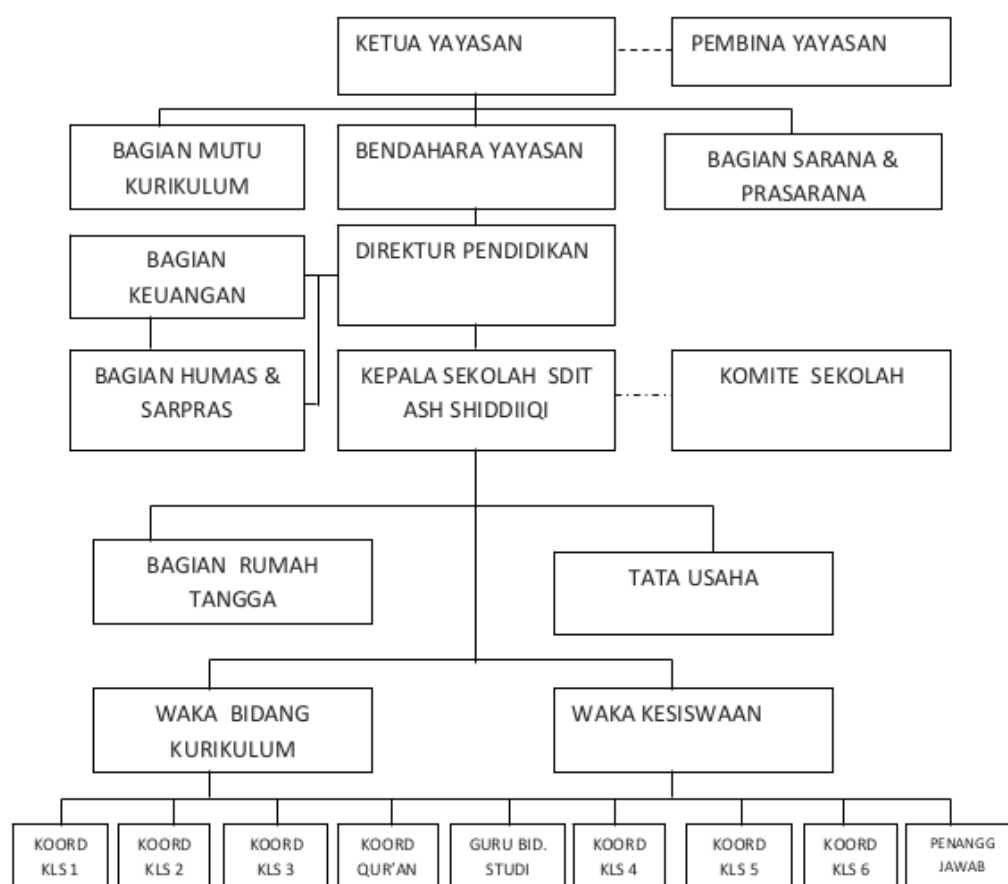 KETUA YAYASAN
PEMBINA YAYASAN
BAGIAN MUTU
KURIKULUM
BENDAHARA YAYASAN
BAGIAN SARANA &
PRASARANA
BAGIAN
KEUANGAN
DIREKTUR PENDIDIKAN
BAGIAN HUMAS &
SARPRAS
KEPALA SEKOLAH SDIT
ASH SHIDDIIQI
KOMITE SEKOLAH
BAGIAN RUMAH
TANGGA
TATA USAHA
WAKA BIDANG
KURIKULUM
WAKA KESISWAAN
KOORD
KLS 1
KOORD
KLS 2
KOORD
KLS 3
KOORD
QUR'AN
GURU BID.
STUDI
KOORD
KLS 4
KOORD
KLS 5
KOORD
KLS 6
PENANGG
JAWAB